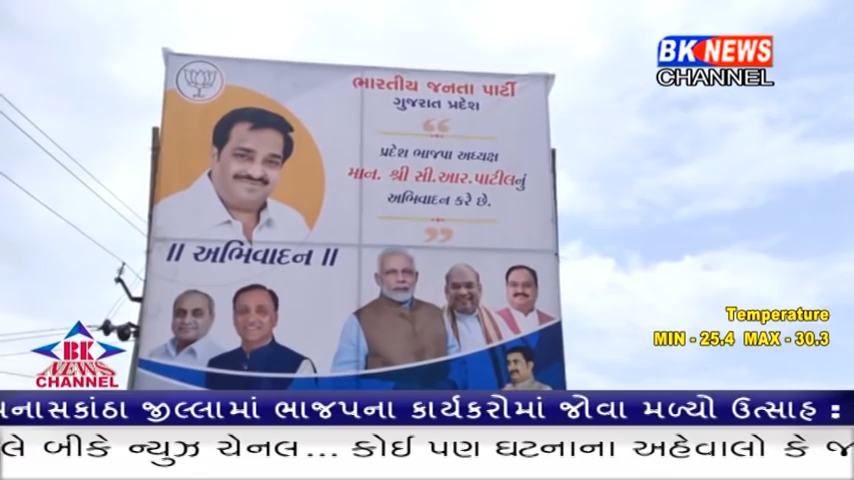 BK NEWS
CHANNEL
ભારતીય જનતા પાર્ટી
ગુજરાત પ્રદેશ
“
પ્રદેશ ભાજપા અધ્યક્ષ
માન. શ્રી સી.આર.પાટીલનું
અભિવાદન કરે છે.
”
|| અભિવાદન ||
Temperature
MIN - 25.4 MAX - 30.3
BK
NEWS
CHANNEL
બનાસકાંઠા જીલ્લામાં ભાજપના કાર્યકરોમાં જોવા મળ્યો ઉત્સાહ :
લે બીકે ન્યુઝ ચેનલ... કોઈ પણ ઘટનાના અહેવાલો કે જ